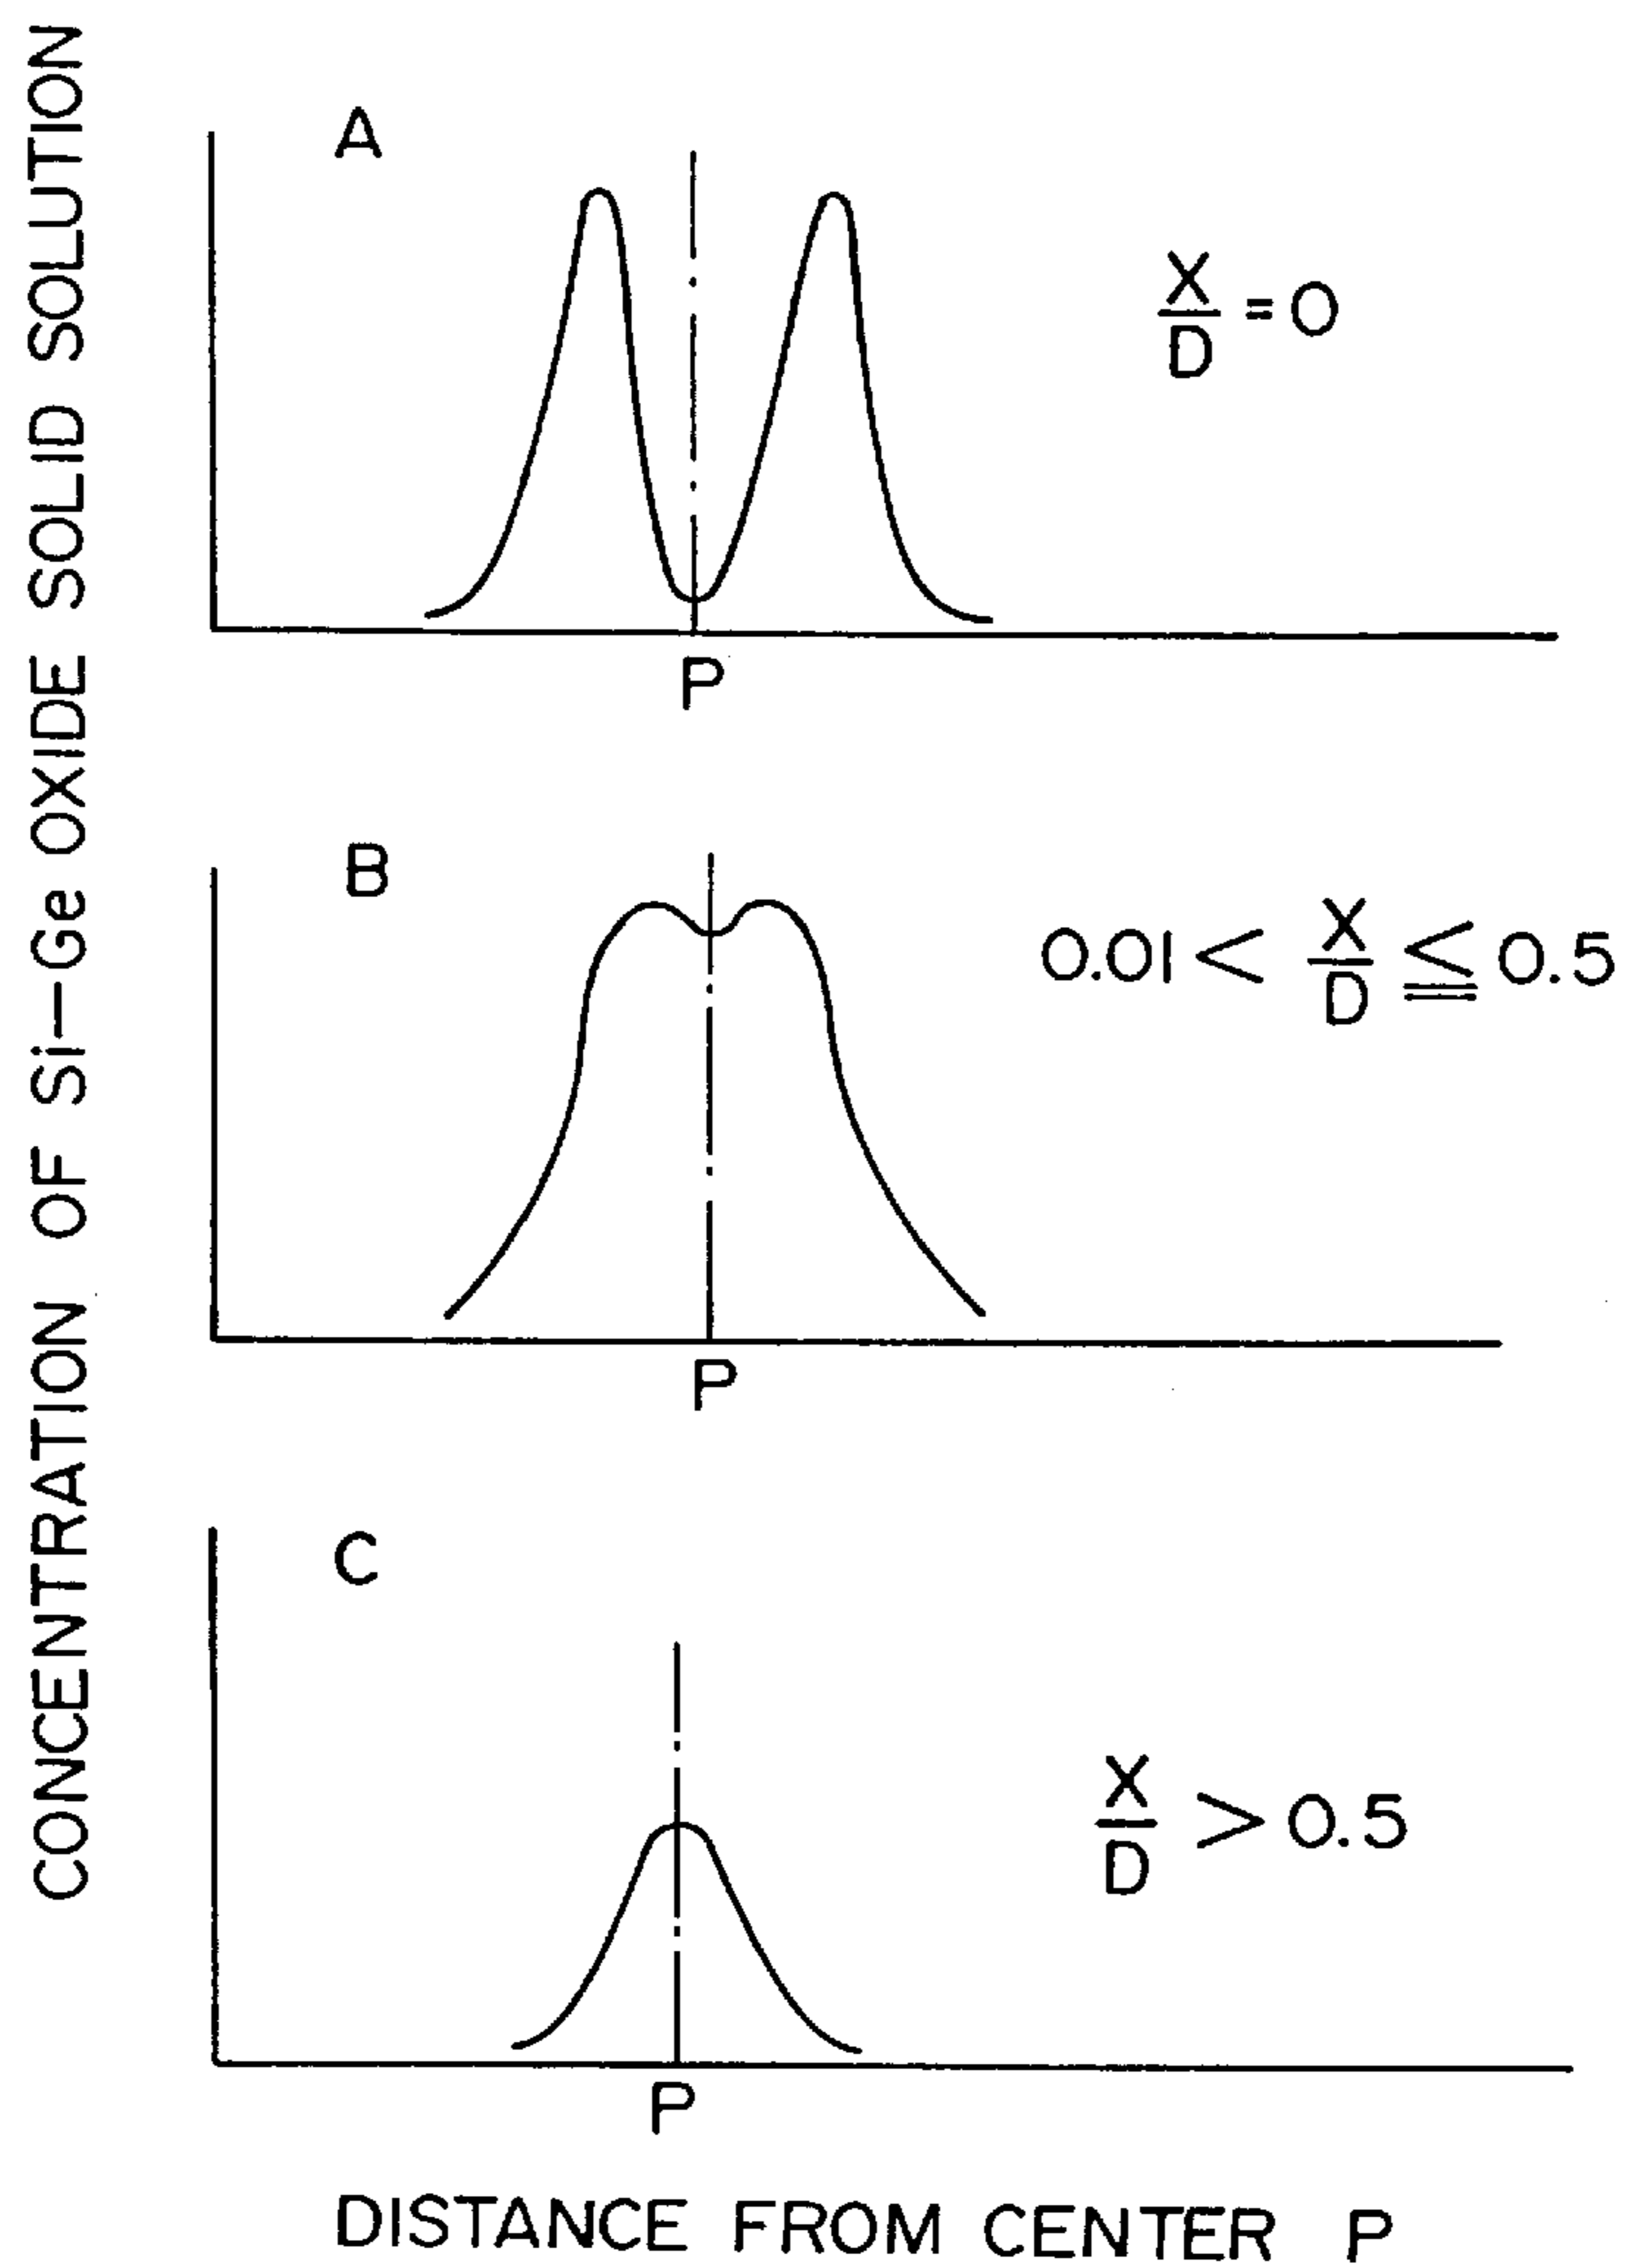 CONCENTRATION OF Si-Ge OXIDE SOLID SOLUTION
A
X/D = 0
P
B
0.01 < X/D ≦ 0.5
P
C
X/D > 0.5
P
DISTANCE FROM CENTER P